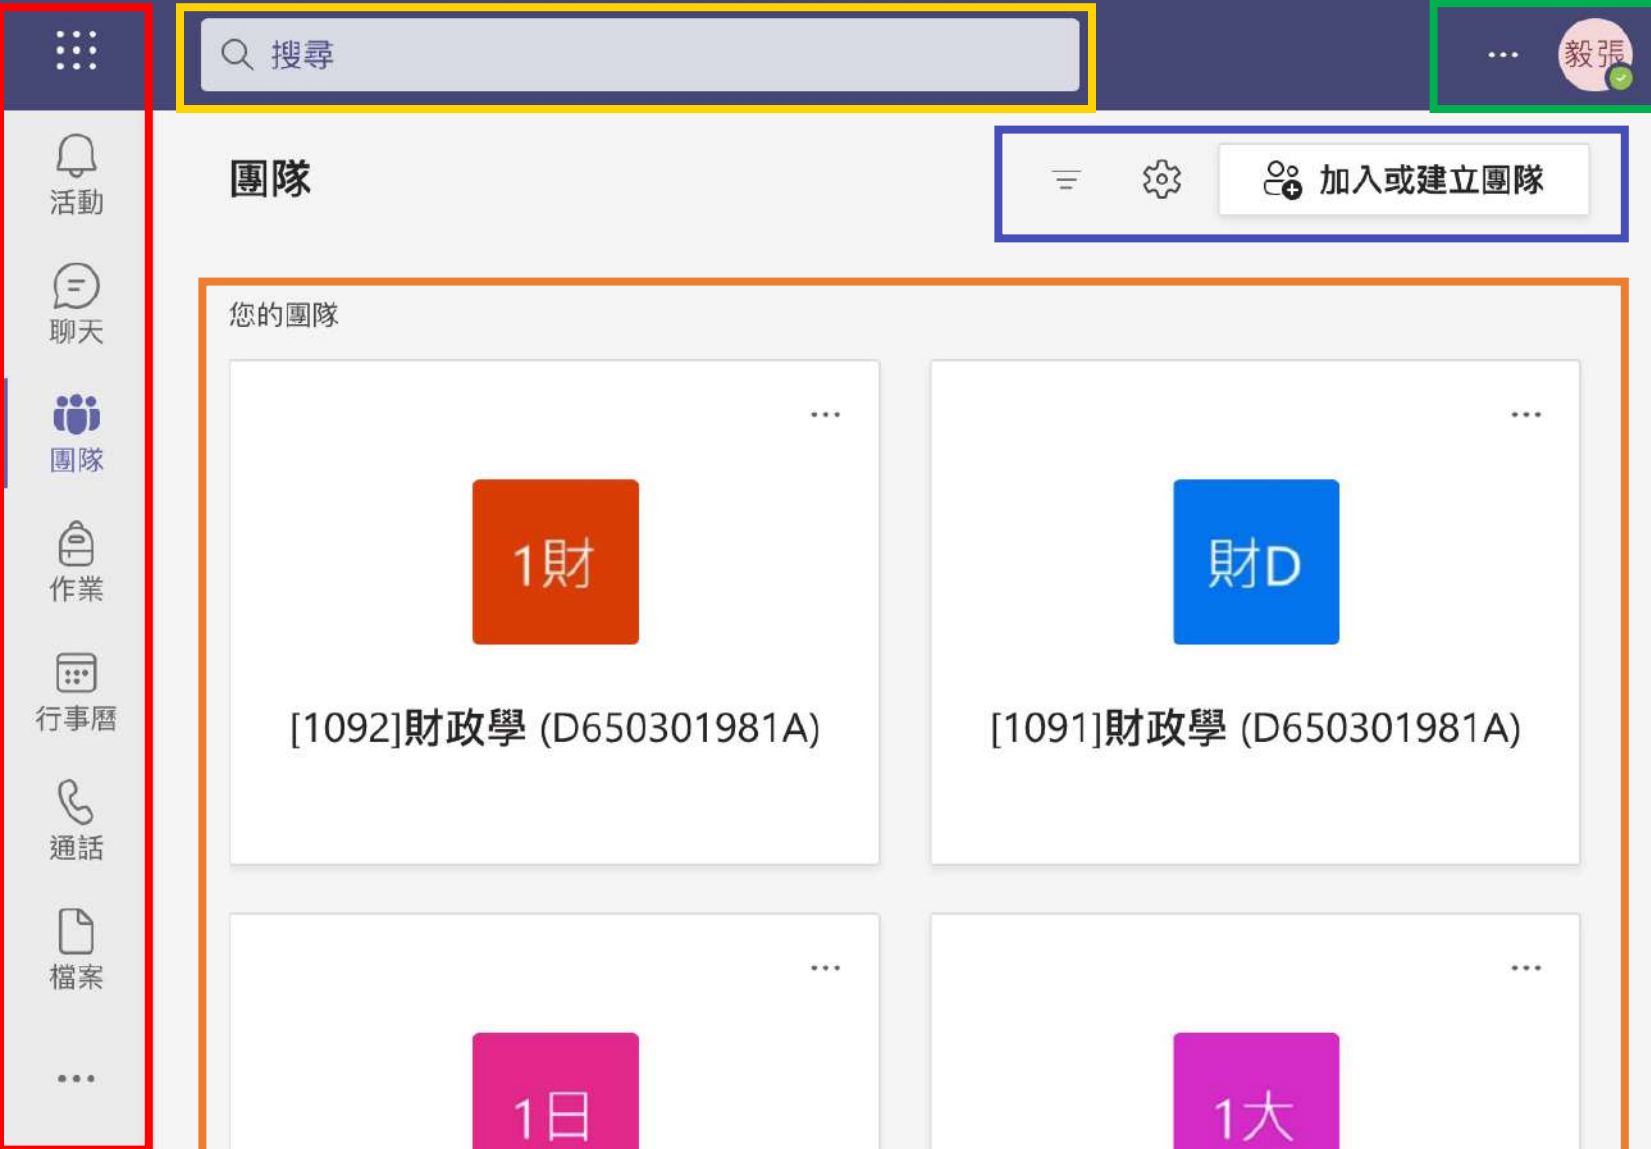 搜尋
毅張
活動
聊天
團隊
作業
行事曆
通話
檔案
團隊
加入或建立團隊
您的團隊
1財
[1092]財政學 (D650301981A)
財D
[1091]財政學 (D650301981A)
1日
1大